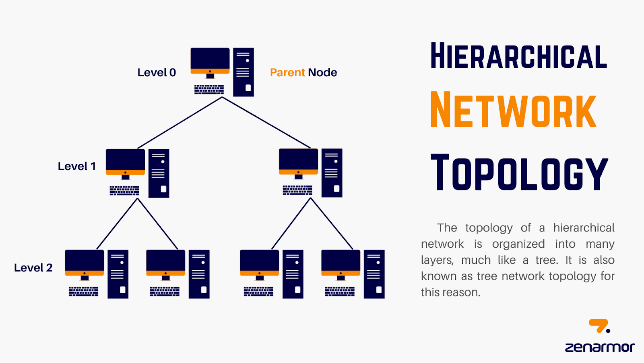 Hierarchical
Network
Topology
Level 0
Parent Node
Level 1
Level 2
The topology of a hierarchical
network is organized into many
layers, much like a tree. It is also
known as tree network topology for
this reason.
zenarmor